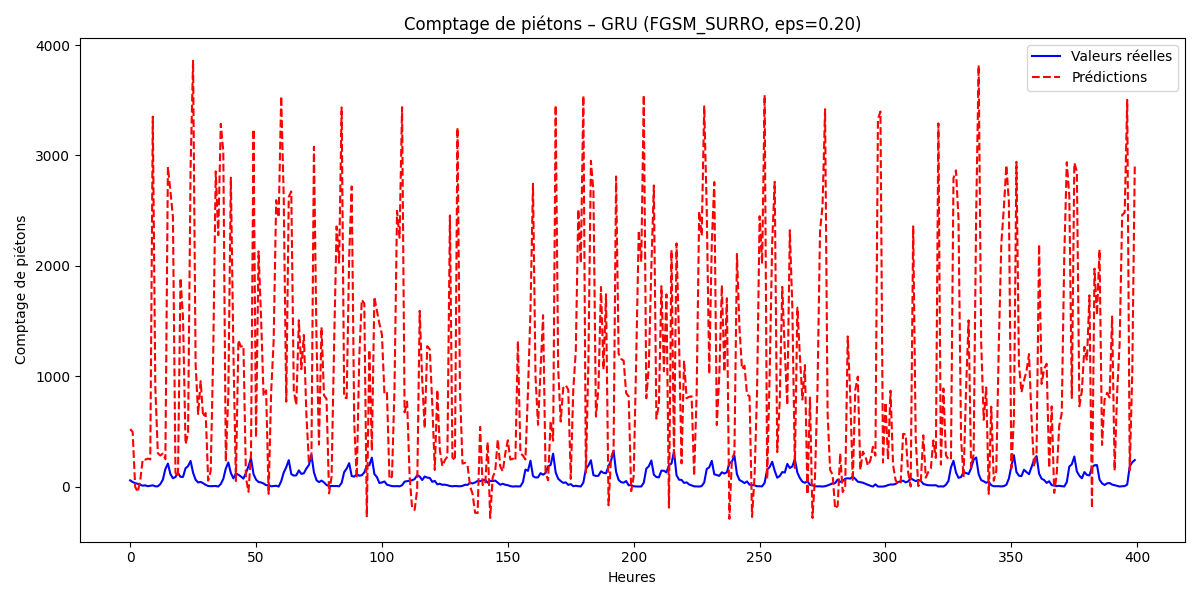 Comptage de piétons – GRU (FGSM_SURRO, eps=0.20)
Valeurs réelles
Prédictions
Comptage de piétons
4000
3000
2000
1000
0
0 50 100 150 200 250 300 350 400
Heures